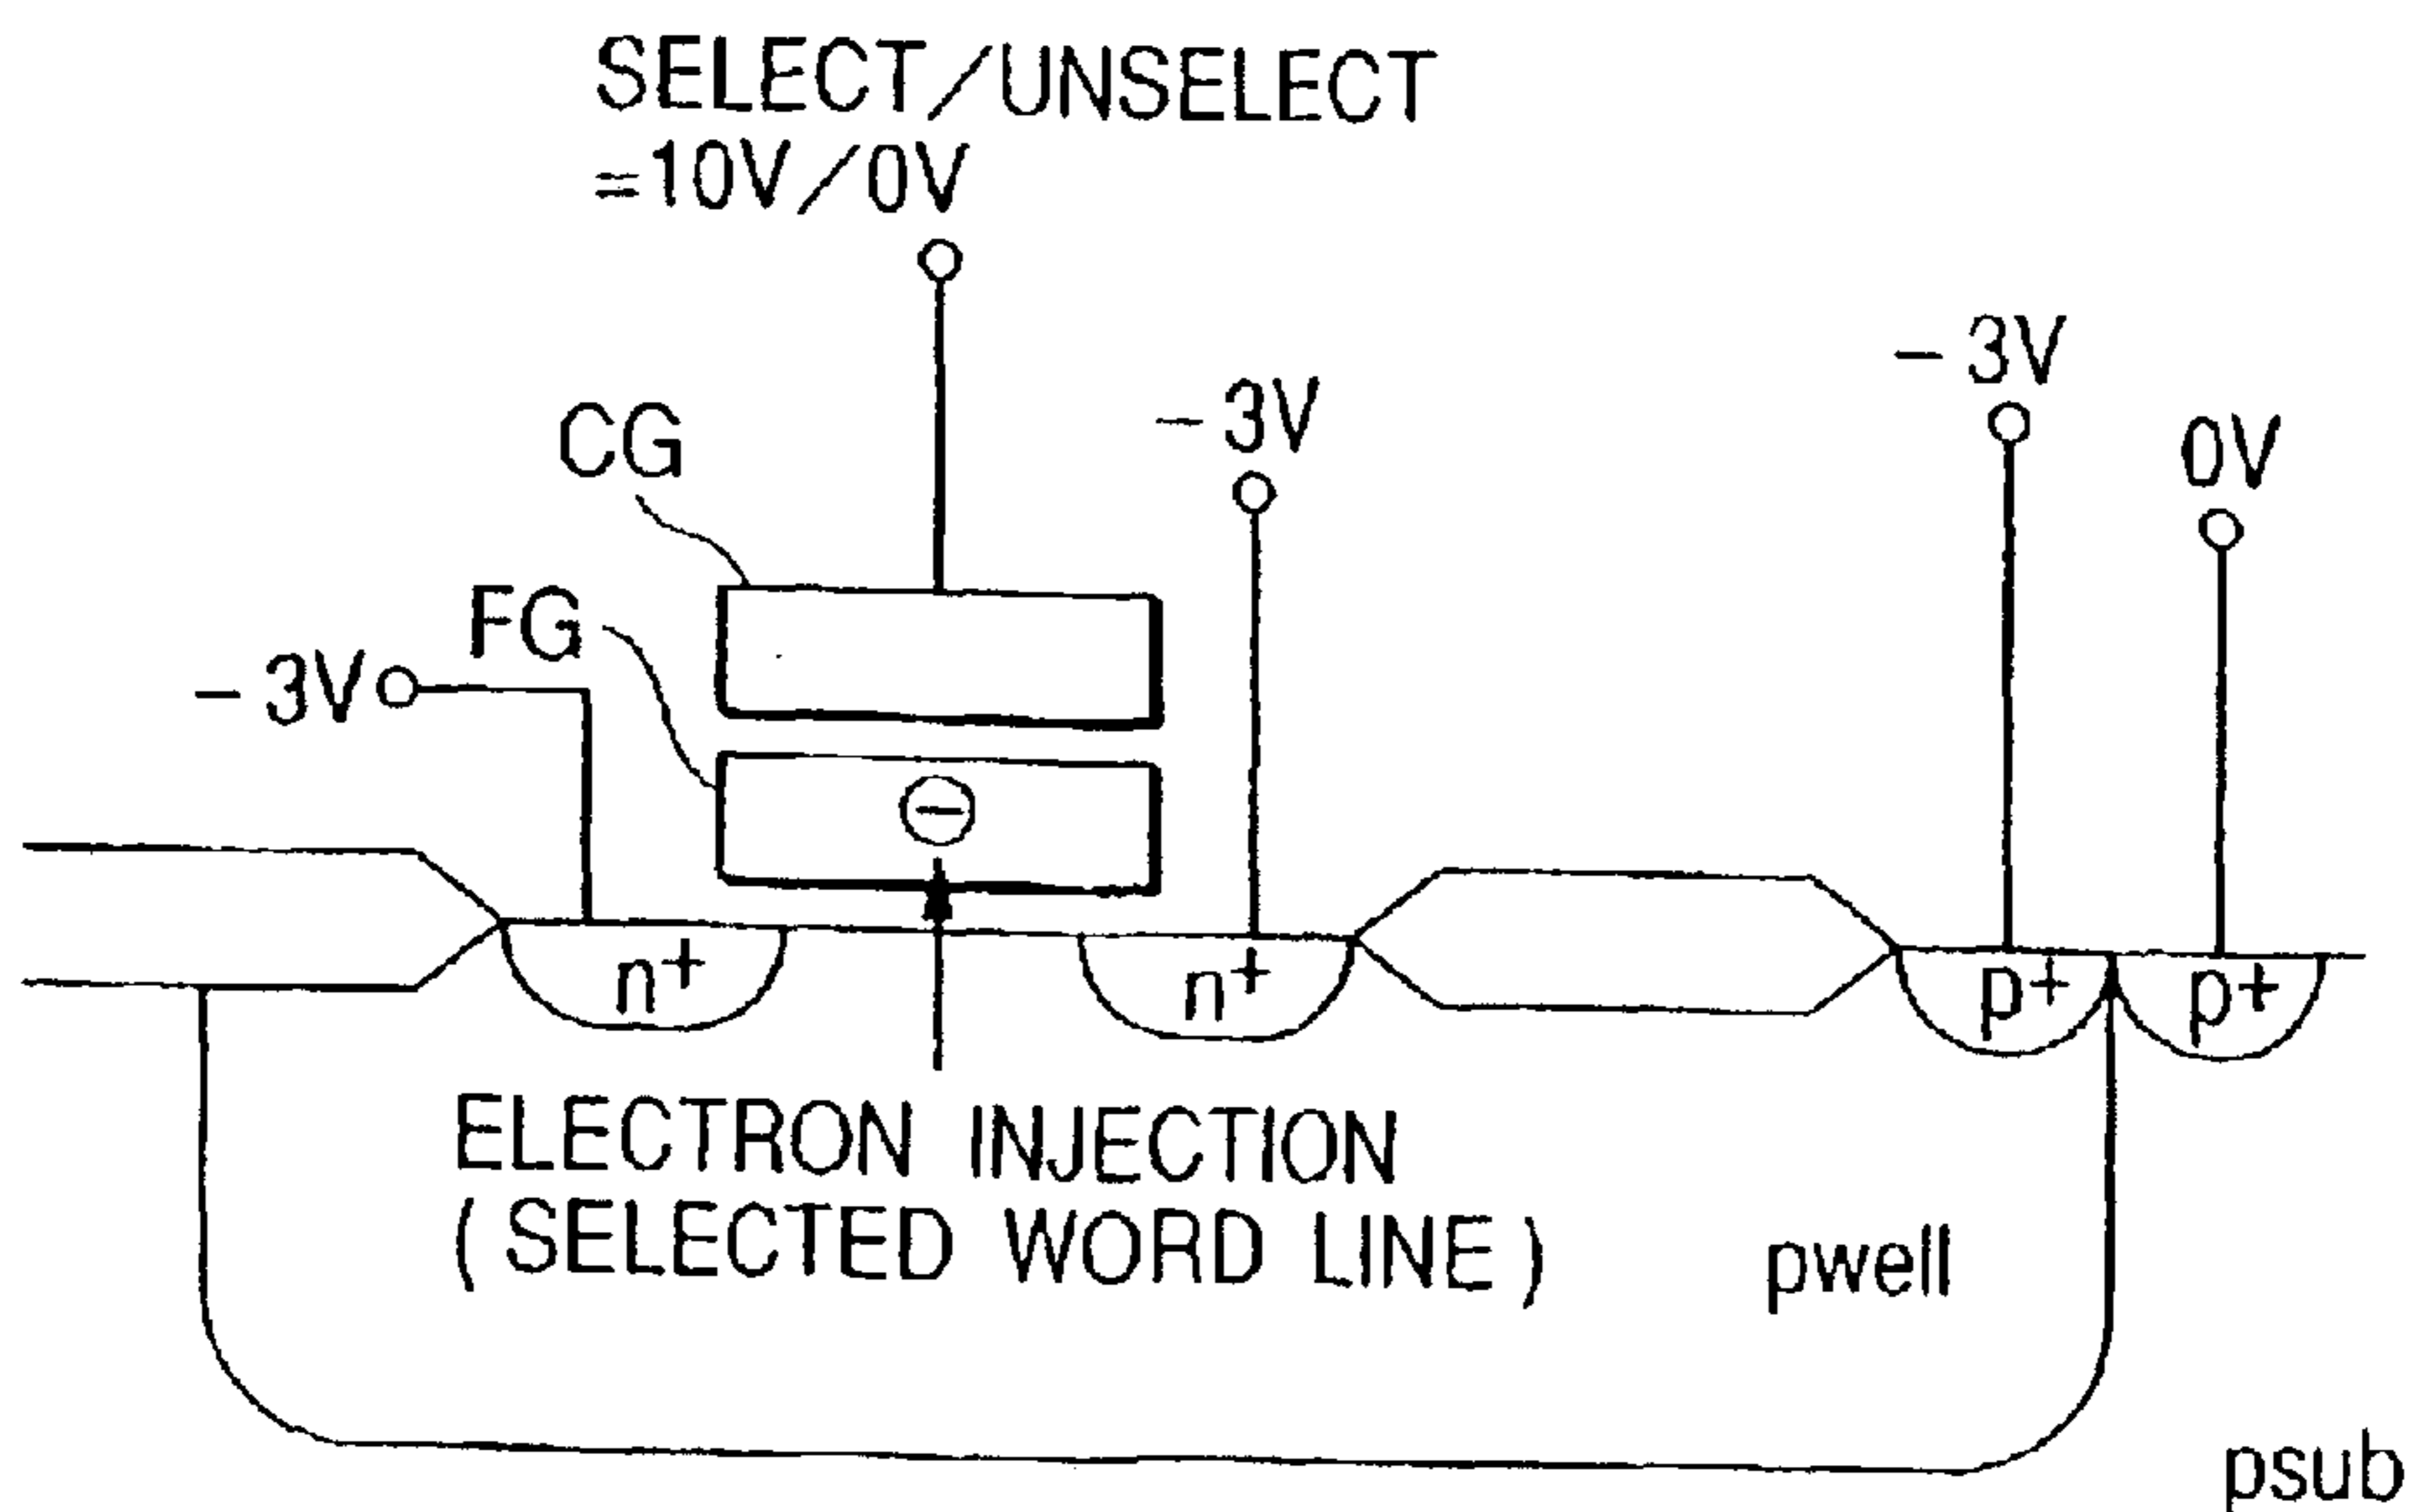 SELECT/UNSELECT
=10V/0V
-3V
0V
CG
-3V
FG
-3V
n+
n+
p+
p+
ELECTRON INJECTION
(SELECTED WORD LINE)
pwell
psub